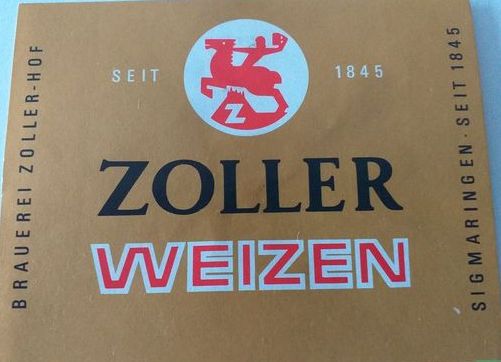 BRAUEREI ZOLLER-HOF
SEIT 1845
Z
ZOLLER
WEIZEN
SIGMARINGEN · SEIT 1845